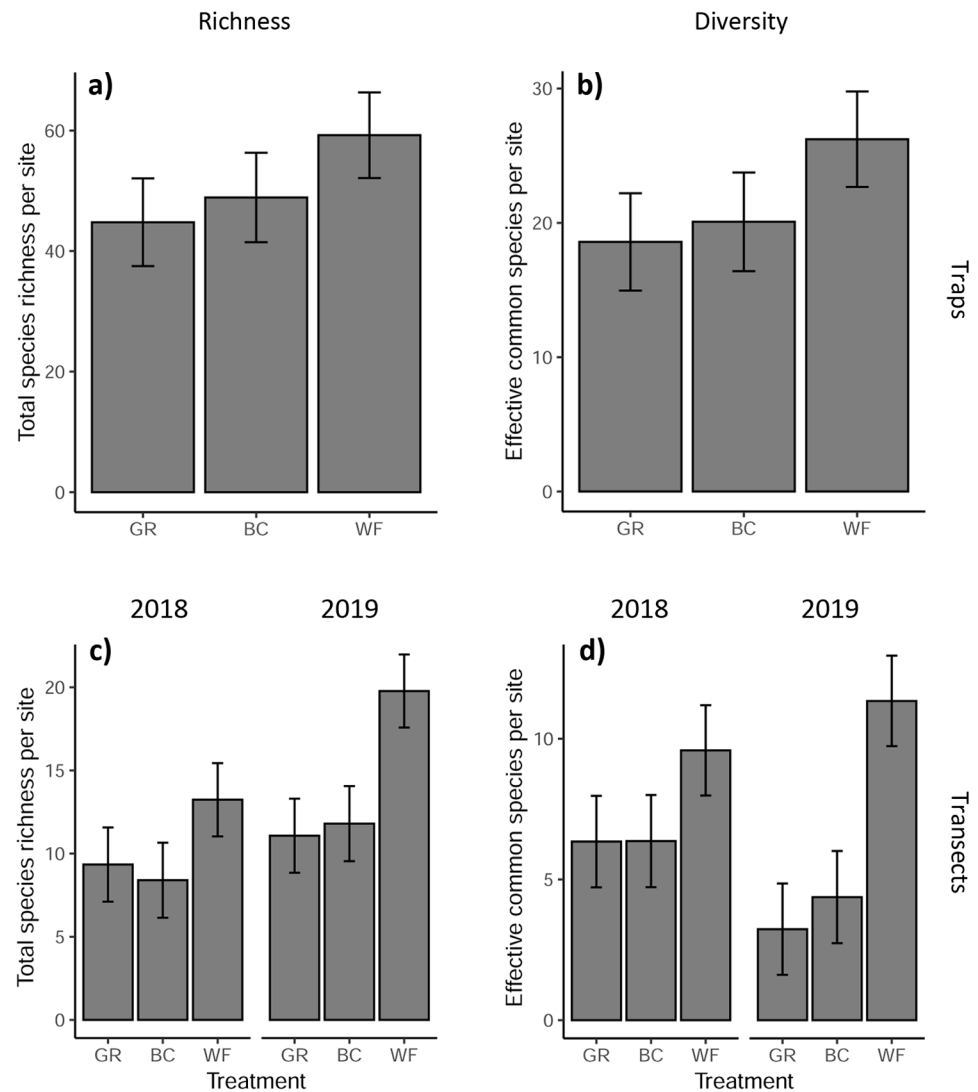 Richness
Diversity
a)
Total species richness per site
60
40
20
0
GR BC WF
b)
Effective common species per site
30
20
10
0
GR BC WF
Traps
2018 2019
c)
Total species richness per site
20
15
10
5
0
GR BC WF GR BC WF
Treatment
2018 2019
d)
Effective common species per site
10
5
0
GR BC WF GR BC WF
Treatment
Transects